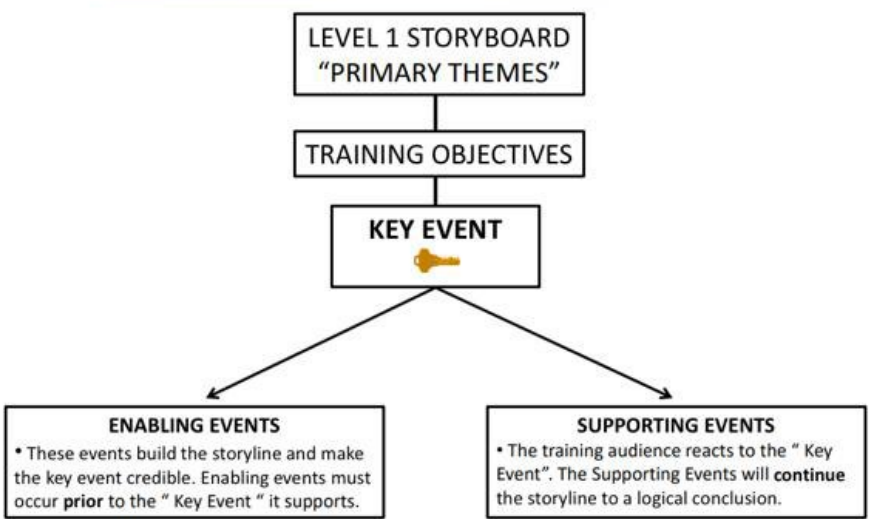 LEVEL 1 STORYBOARD
“PRIMARY THEMES”
TRAINING OBJECTIVES
KEY EVENT
ENABLING EVENTS
• These events build the storyline and make
the key event credible. Enabling events must
occur prior to the “ Key Event “ it supports.
SUPPORTING EVENTS
• The training audience reacts to the “ Key
Event”. The Supporting Events will continue
the storyline to a logical conclusion.